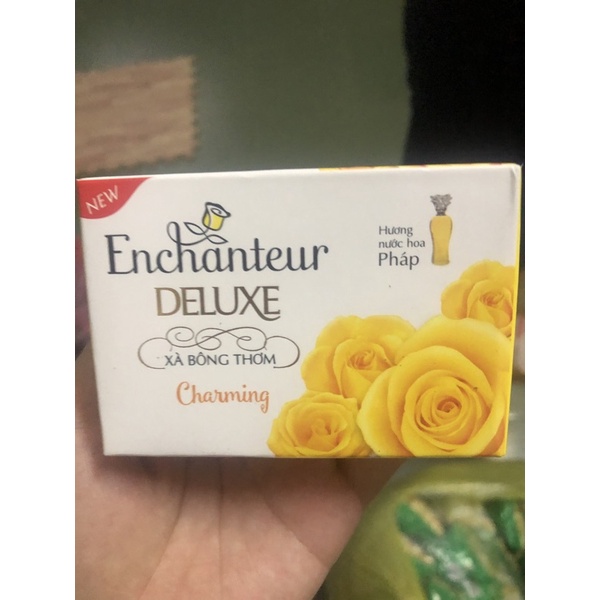 NEW
Enchanteur
DELUXE
XÀ BÔNG THƠM
Charming
Hương
nước hoa
Pháp